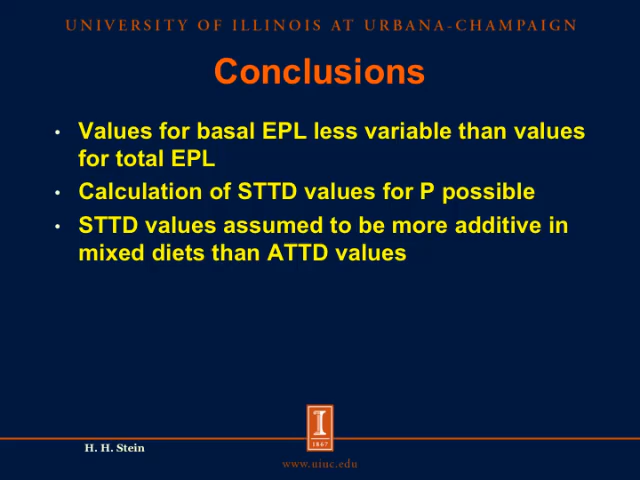 UNIVERSITY OF ILLINOIS AT URBANA-CHAMPAIGN
Conclusions
• Values for basal EPL less variable than values
for total EPL
• Calculation of STTD values for P possible
• STTD values assumed to be more additive in
mixed diets than ATTD values
I
1867
H. H. Stein
www.uiuc.edu